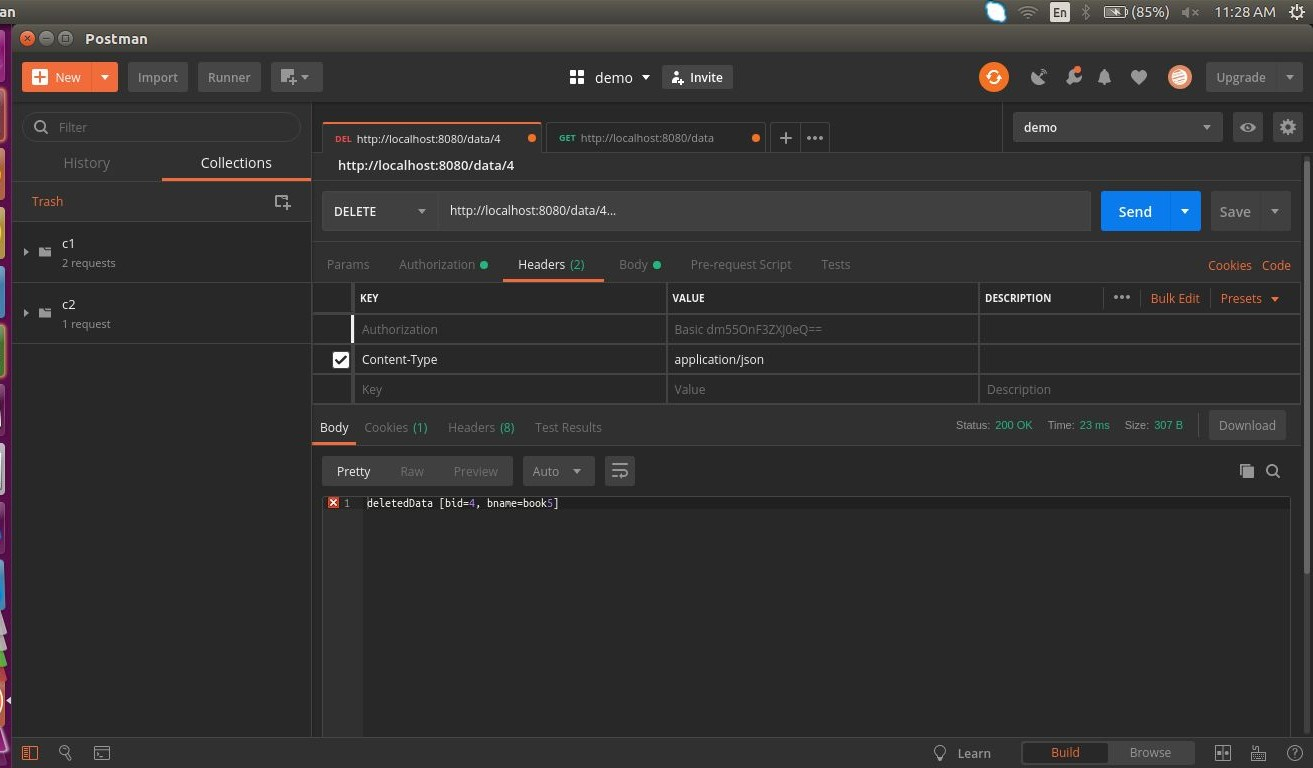 an
En
(85%)
11:28 AM
Postman
New
Import
Runner
demo
Invite
Upgrade
Filter
History
Collections
Trash
c1
2 requests
c2
1 request
DEL http://localhost:8080/data/4
GET http://localhost:8080/data
demo
http://localhost:8080/data/4
DELETE
http://localhost:8080/data/4...
Send
Save
Params
Authorization
Headers (2)
Body
Pre-request Script
Tests
Cookies
Code
KEY
VALUE
DESCRIPTION
Bulk Edit
Presets
Authorization
Content-Type
application/json
Key
Value
Description
Body
Cookies (1)
Headers (8)
Test Results
Status: 200 OK
Time: 23 ms
Size: 307 B
Download
Pretty
Raw
Preview
Auto
1
deletedData [bid=4, bname=book5]
Learn
Build
Browse